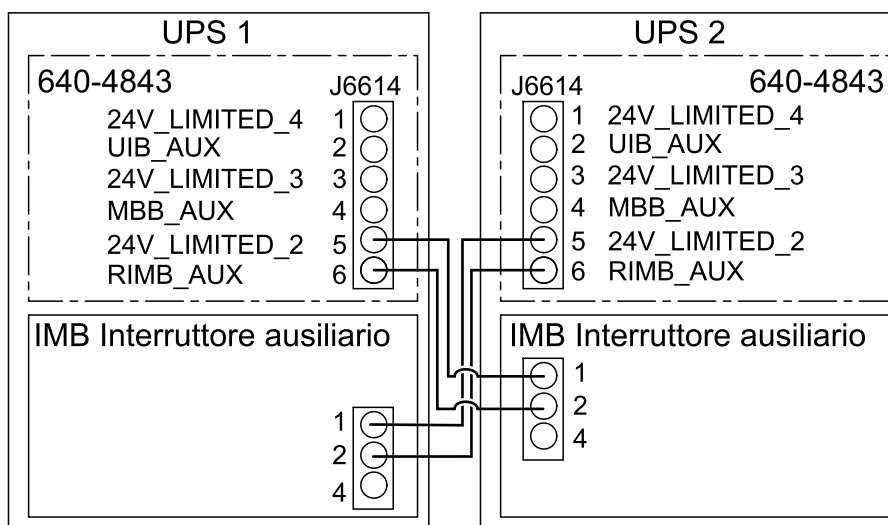 UPS 1
640-4843
J6614
24V_LIMITED_4 1
UIB_AUX 2
24V_LIMITED_3 3
MBB_AUX 4
24V_LIMITED_2 5
RIMB_AUX 6
IMB Interruttore ausiliario
1
2
4
UPS 2
J6614
640-4843
1 24V_LIMITED_4
2 UIB_AUX
3 24V_LIMITED_3
4 MBB_AUX
5 24V_LIMITED_2
6 RIMB_AUX
IMB Interruttore ausiliario
1
2
4